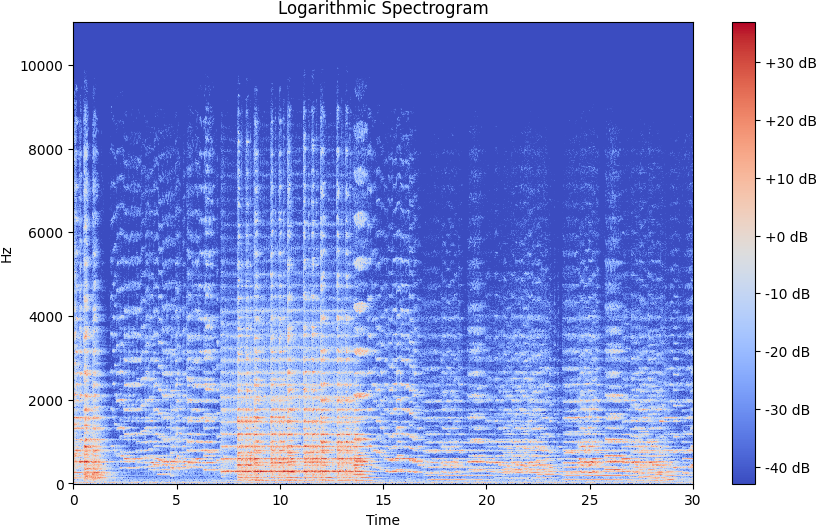 Logarithmic Spectrogram
Hz
10000
8000
6000
4000
2000
0
0 5 10 15 20 25 30
Time
+30 dB
+20 dB
+10 dB
+0 dB
-10 dB
-20 dB
-30 dB
-40 dB